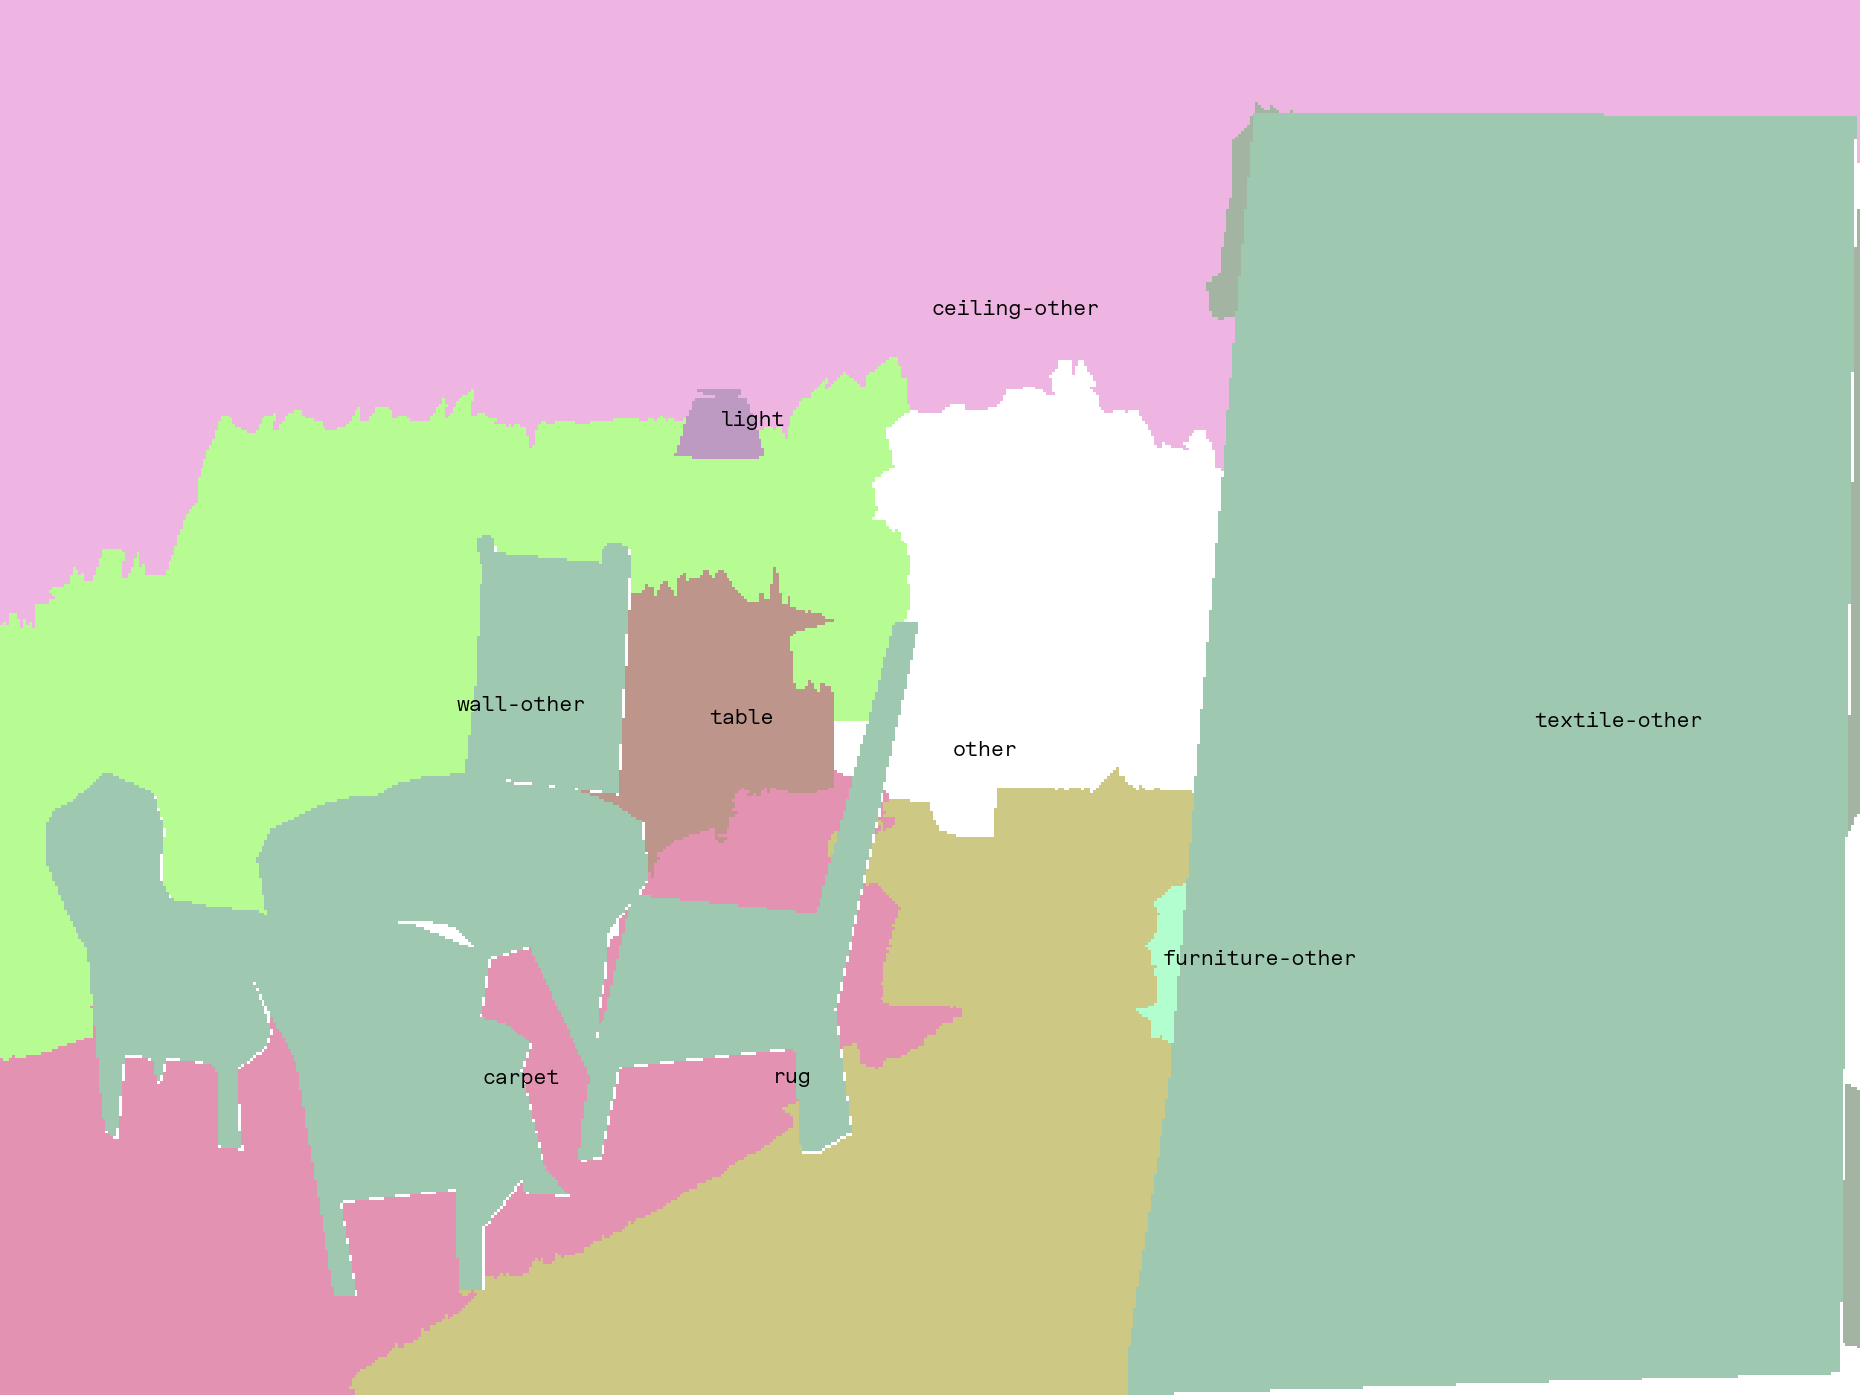 ceiling-other
light
wall-other
table
textile-other
other
furniture-other
carpet
rug